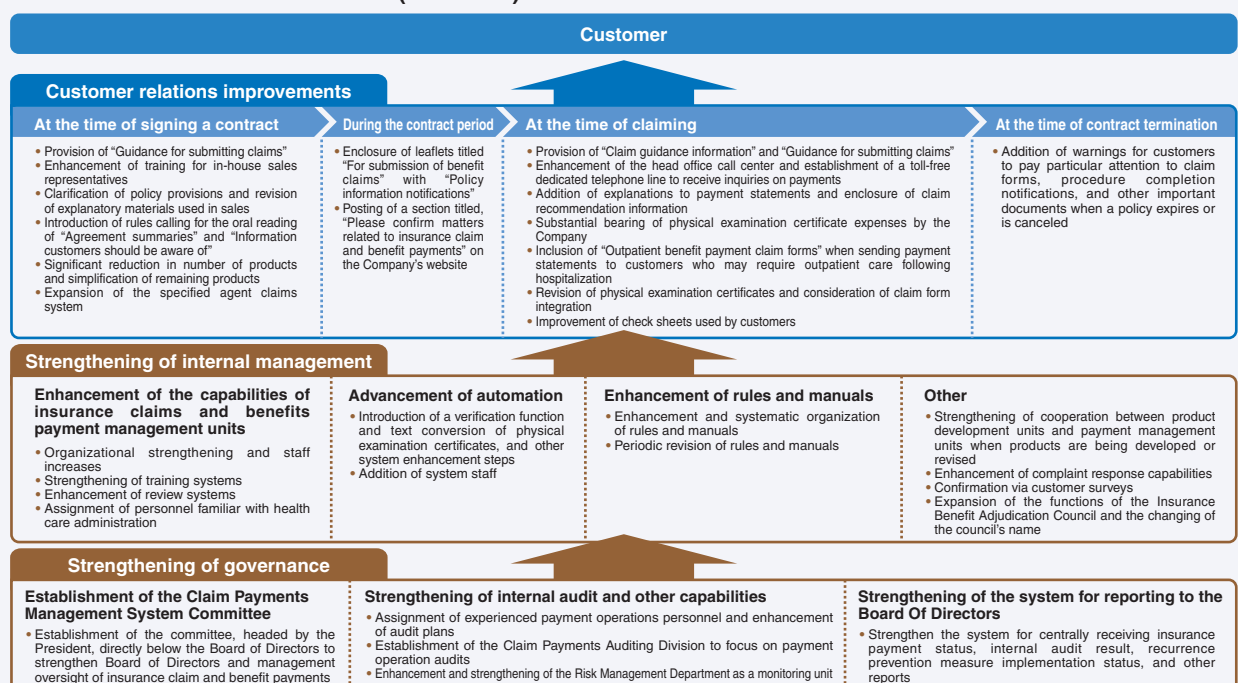 Customer
Customer relations improvements
At the time of signing a contract
• Provision of “Guidance for submitting claims”
• Enhancement of training for in-house sales
representatives
• Clarification of policy provisions and revision
of explanatory materials used in sales
• Introduction of rules calling for the oral reading
of “Agreement summaries” and “Information
customers should be aware of”
• Significant reduction in number of products
and simplification of remaining products
• Expansion of the specified agent claims
system
During the contract period
• Enclosure of leaflets titled
“For submission of benefit
claims” with “Policy
information notifications”
• Posting of a section titled,
“Please confirm matters
related to insurance claim
and benefit payments” on
the Company’s website
At the time of claiming
• Provision of “Claim guidance information” and “Guidance for submitting claims”
• Enhancement of the head office call center and establishment of a toll-free
dedicated telephone line to receive inquiries on payments
• Addition of explanations to payment statements and enclosure of claim
recommendation information
• Substantial bearing of physical examination certificate expenses by the
Company
• Inclusion of “Outpatient benefit payment claim forms” when sending payment
statements to customers who may require outpatient care following
hospitalization
• Revision of physical examination certificates and consideration of claim form
integration
• Improvement of check sheets used by customers
At the time of contract termination
• Addition of warnings for customers
to pay particular attention to claim
forms, procedure completion
notifications, and other important
documents when a policy expires or
is canceled
Strengthening of internal management
Enhancement of the capabilities of
insurance claims and benefits
payment management units
• Organizational strengthening and staff
increases
• Strengthening of training systems
• Enhancement of review systems
• Assignment of personnel familiar with health
care administration
Advancement of automation
• Introduction of a verification function
and text conversion of physical
examination certificates, and other
system enhancement steps
• Addition of system staff
Enhancement of rules and manuals
• Enhancement and systematic organization
of rules and manuals
• Periodic revision of rules and manuals
Other
• Strengthening of cooperation between product
development units and payment management
units when products are being developed or
revised
• Enhancement of complaint response capabilities
• Confirmation via customer surveys
• Expansion of the functions of the Insurance
Benefit Adjudication Council and the changing of
the council’s name
Strengthening of governance
Establishment of the Claim Payments
Management System Committee
• Establishment of the committee, headed by the
President, directly below the Board of Directors to
strengthen Board of Directors and management
oversight of insurance claim and benefit payments
Strengthening of internal audit and other capabilities
• Assignment of experienced payment operations personnel and enhancement
of audit plans
• Establishment of the Claim Payments Auditing Division to focus on payment
operation audits
• Enhancement and strengthening of the Risk Management Department as a monitoring unit
Strengthening of the system for reporting to the
Board Of Directors
• Strengthen the system for centrally receiving insurance
payment status, internal audit result, recurrence
prevention measure implementation status, and other
reports